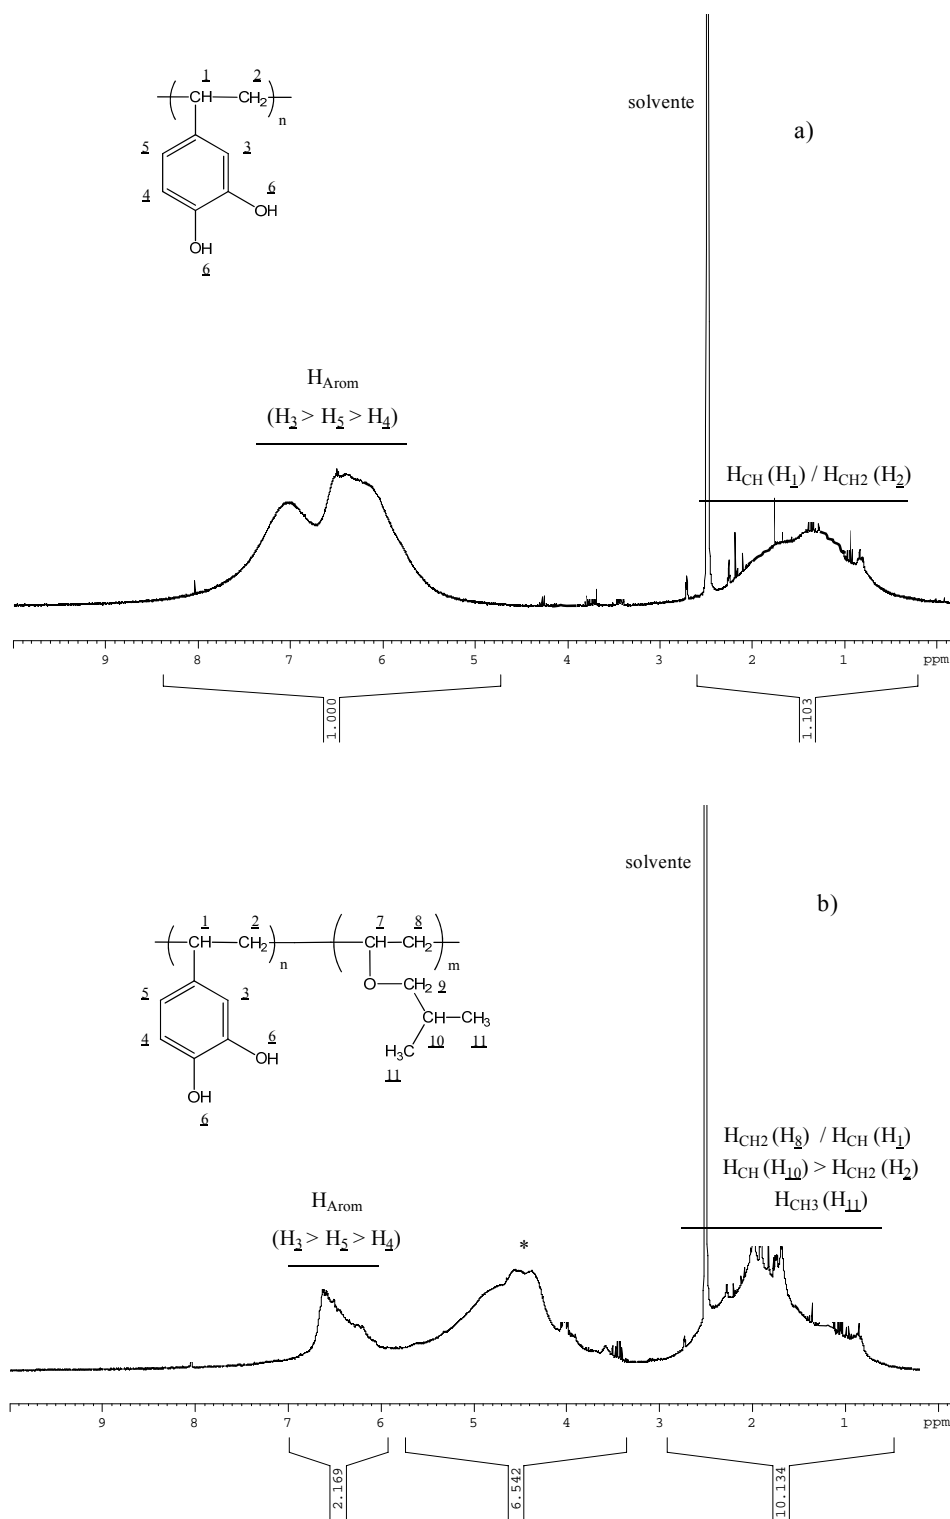 solvente
a)
1 2
CH CH2
n
5 3
4 6
OH
OH
6
HArom
(H3 > H5 > H4)
HCH (H1) / HCH2 (H2)
9 8 7 6 5 4 3 2 1 ppm
1.000
1.103
solvente
b)
1 2 7 8
CH CH2 CH CH2
n m
O CH2 9
5 3
CH CH3
4 6 10 11
OH H3C
11
OH
6
HCH2 (H8) / HCH (H1)
HCH (H10) > HCH2 (H2)
HCH3 (H11)
HArom
(H3 > H5 > H4)
*
9 8 7 6 5 4 3 2 1 ppm
2.169
6.542
10.134